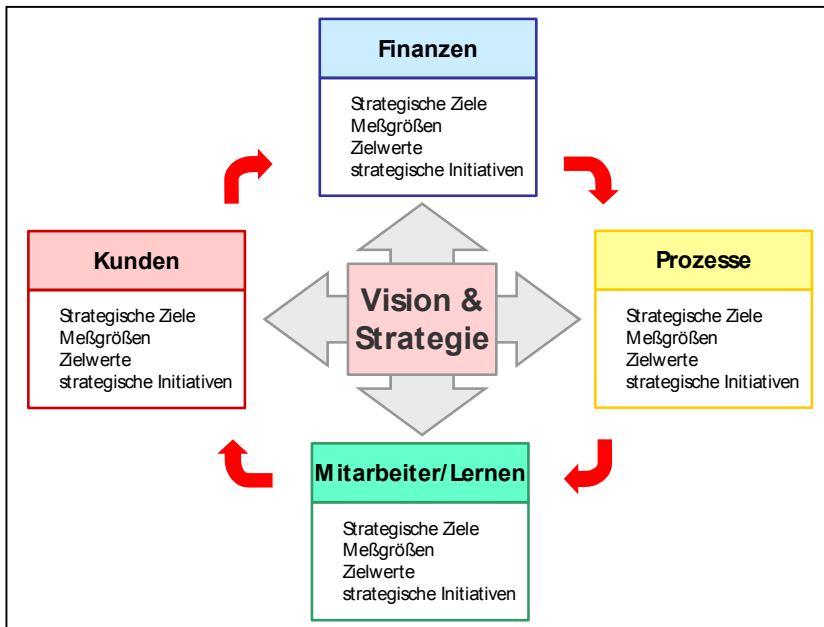 Finanzen
Strategische Ziele
Meßgrößen
Zielwerte
strategische Initiativen
Kunden
Strategische Ziele
Meßgrößen
Zielwerte
strategische Initiativen
Vision &
Strategie
Prozesse
Strategische Ziele
Meßgrößen
Zielwerte
strategische Initiativen
Mitarbeiter/Lernen
Strategische Ziele
Meßgrößen
Zielwerte
strategische Initiativen